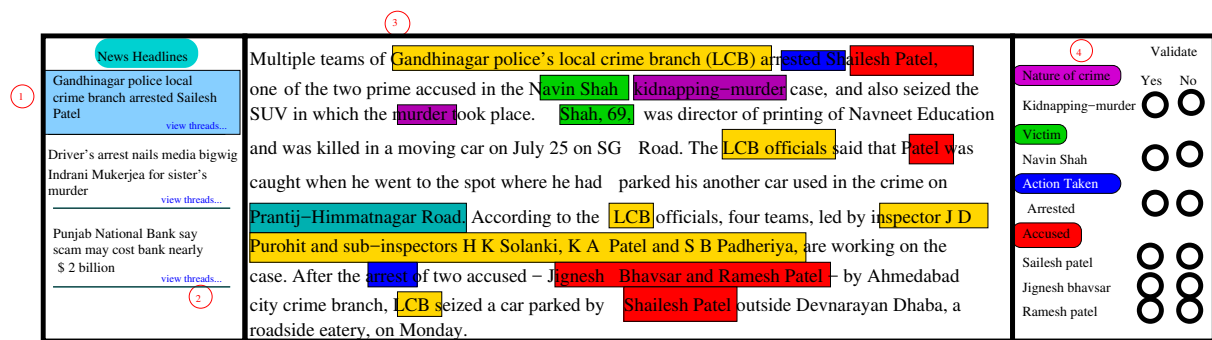 3
1
2
4
News Headlines
Gandhinagar police local
crime branch arrested Sailesh
Patel
view threads...
Driver's arrest nails media bigwig
Indrani Mukerjea for sister's
murder
view threads...
Punjab National Bank say
scam may cost bank nearly
$ 2 billion
view threads...
Multiple teams of Gandhinagar police's local crime branch (LCB) arrested Shailesh Patel,
one of the two prime accused in the Navin Shah kidnapping−murder case, and also seized the
SUV in which the murder took place. Shah, 69, was director of printing of Navneet Education
and was killed in a moving car on July 25 on SG Road. The LCB officials said that Patel was
caught when he went to the spot where he had parked his another car used in the crime on
Prantij−Himmatnagar Road. According to the LCB officials, four teams, led by inspector J D
Purohit and sub−inspectors H K Solanki, K A Patel and S B Padheriya, are working on the
case. After the arrest of two accused − Jignesh Bhavsar and Ramesh Patel − by Ahmedabad
city crime branch, LCB seized a car parked by Shailesh Patel outside Devnarayan Dhaba, a
roadside eatery, on Monday.
Validate
Nature of crime Yes No
Kidnapping−murder
Victim
Navin Shah
Action Taken
Arrested
Accused
Sailesh patel
Jignesh bhavsar
Ramesh patel